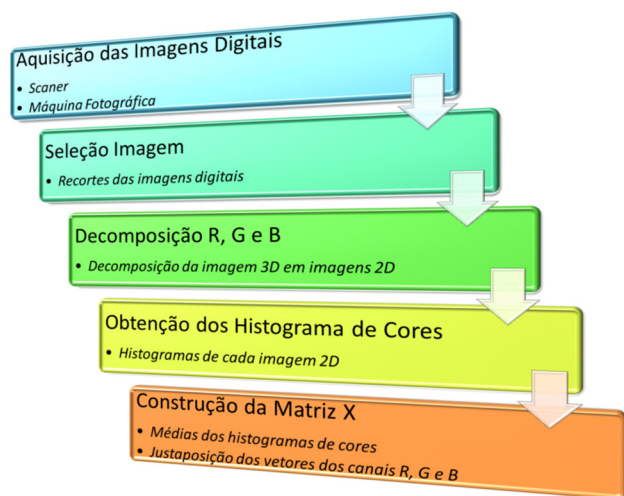 Aquisição das Imagens Digitais
• Scaner
• Máquina Fotográfica
Seleção Imagem
• Recortes das imagens digitais
Decomposição R, G e B
• Decomposição da imagem 3D em imagens 2D
Obtenção dos Histograma de Cores
• Histogramas de cada imagem 2D
Construção da Matriz X
• Médias dos histogramas de cores
• Justaposição dos vetores dos canais R, G e B